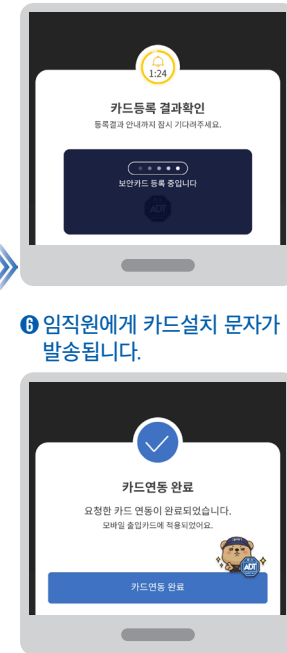 1:24
카드등록 결과확인
등록결과 안내까지 잠시 기다려주세요.
보안카드 등록 중입니다
ADT
❻ 임직원에게 카드설치 문자가
발송됩니다.
카드연동 완료
요청한 카드 연동이 완료되었습니다.
모바일 출입카드에 적용되었어요.
ADT
카드연동 완료